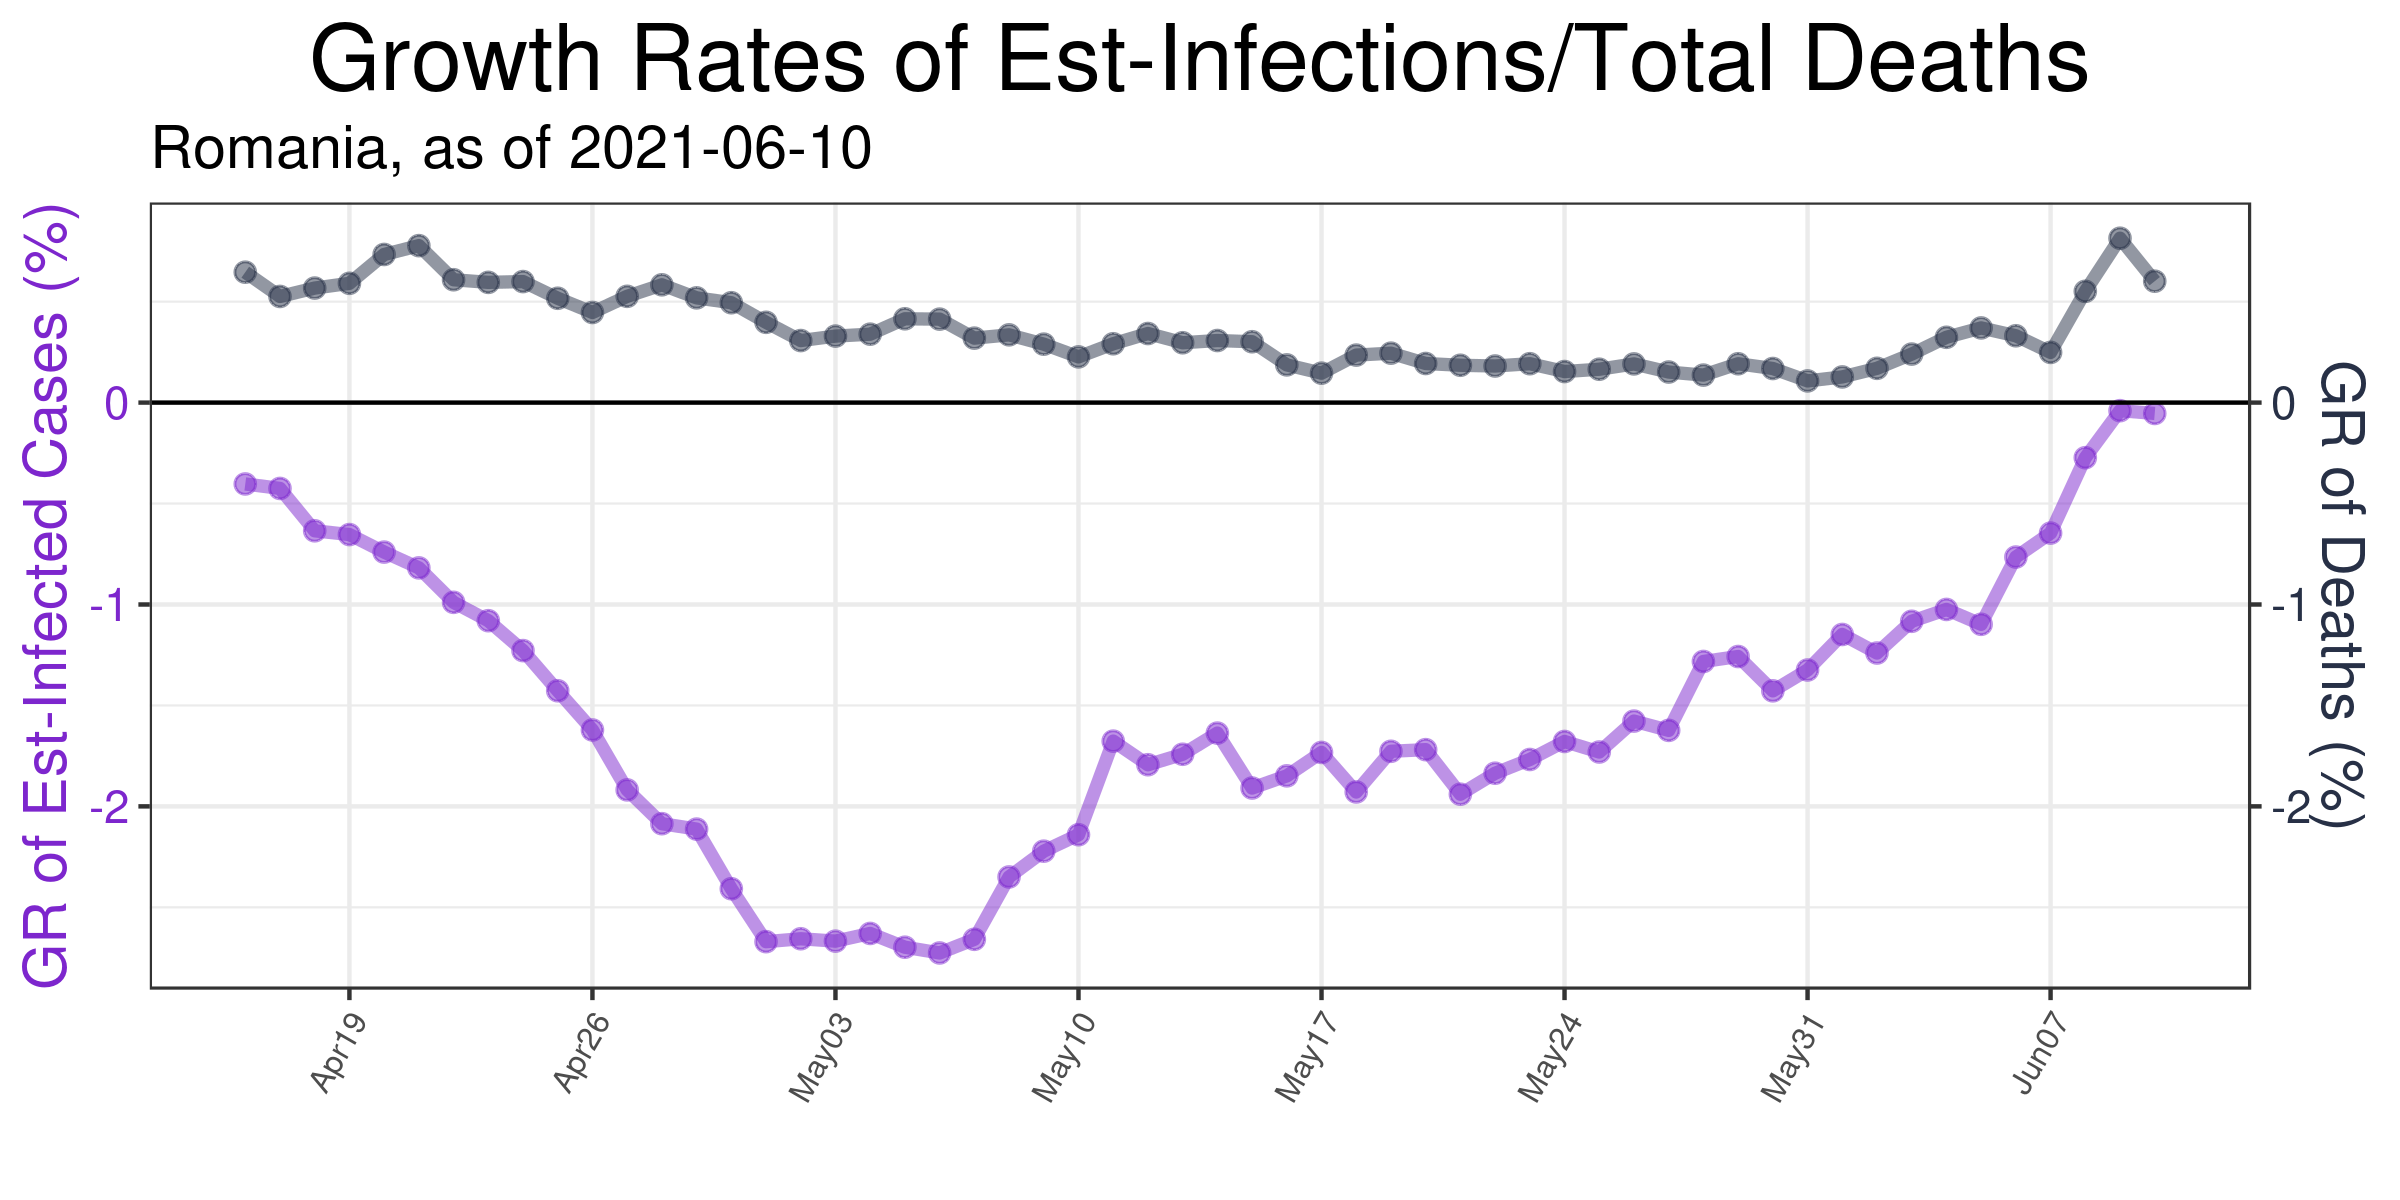 Growth Rates of Est-Infections/Total Deaths
Romania, as of 2021-06-10
GR of Est-Infected Cases (%)
0
-1
-2
0
-1
-2
GR of Deaths (%)
Apr19
Apr26
May03
May10
May17
May24
May31
Jun07